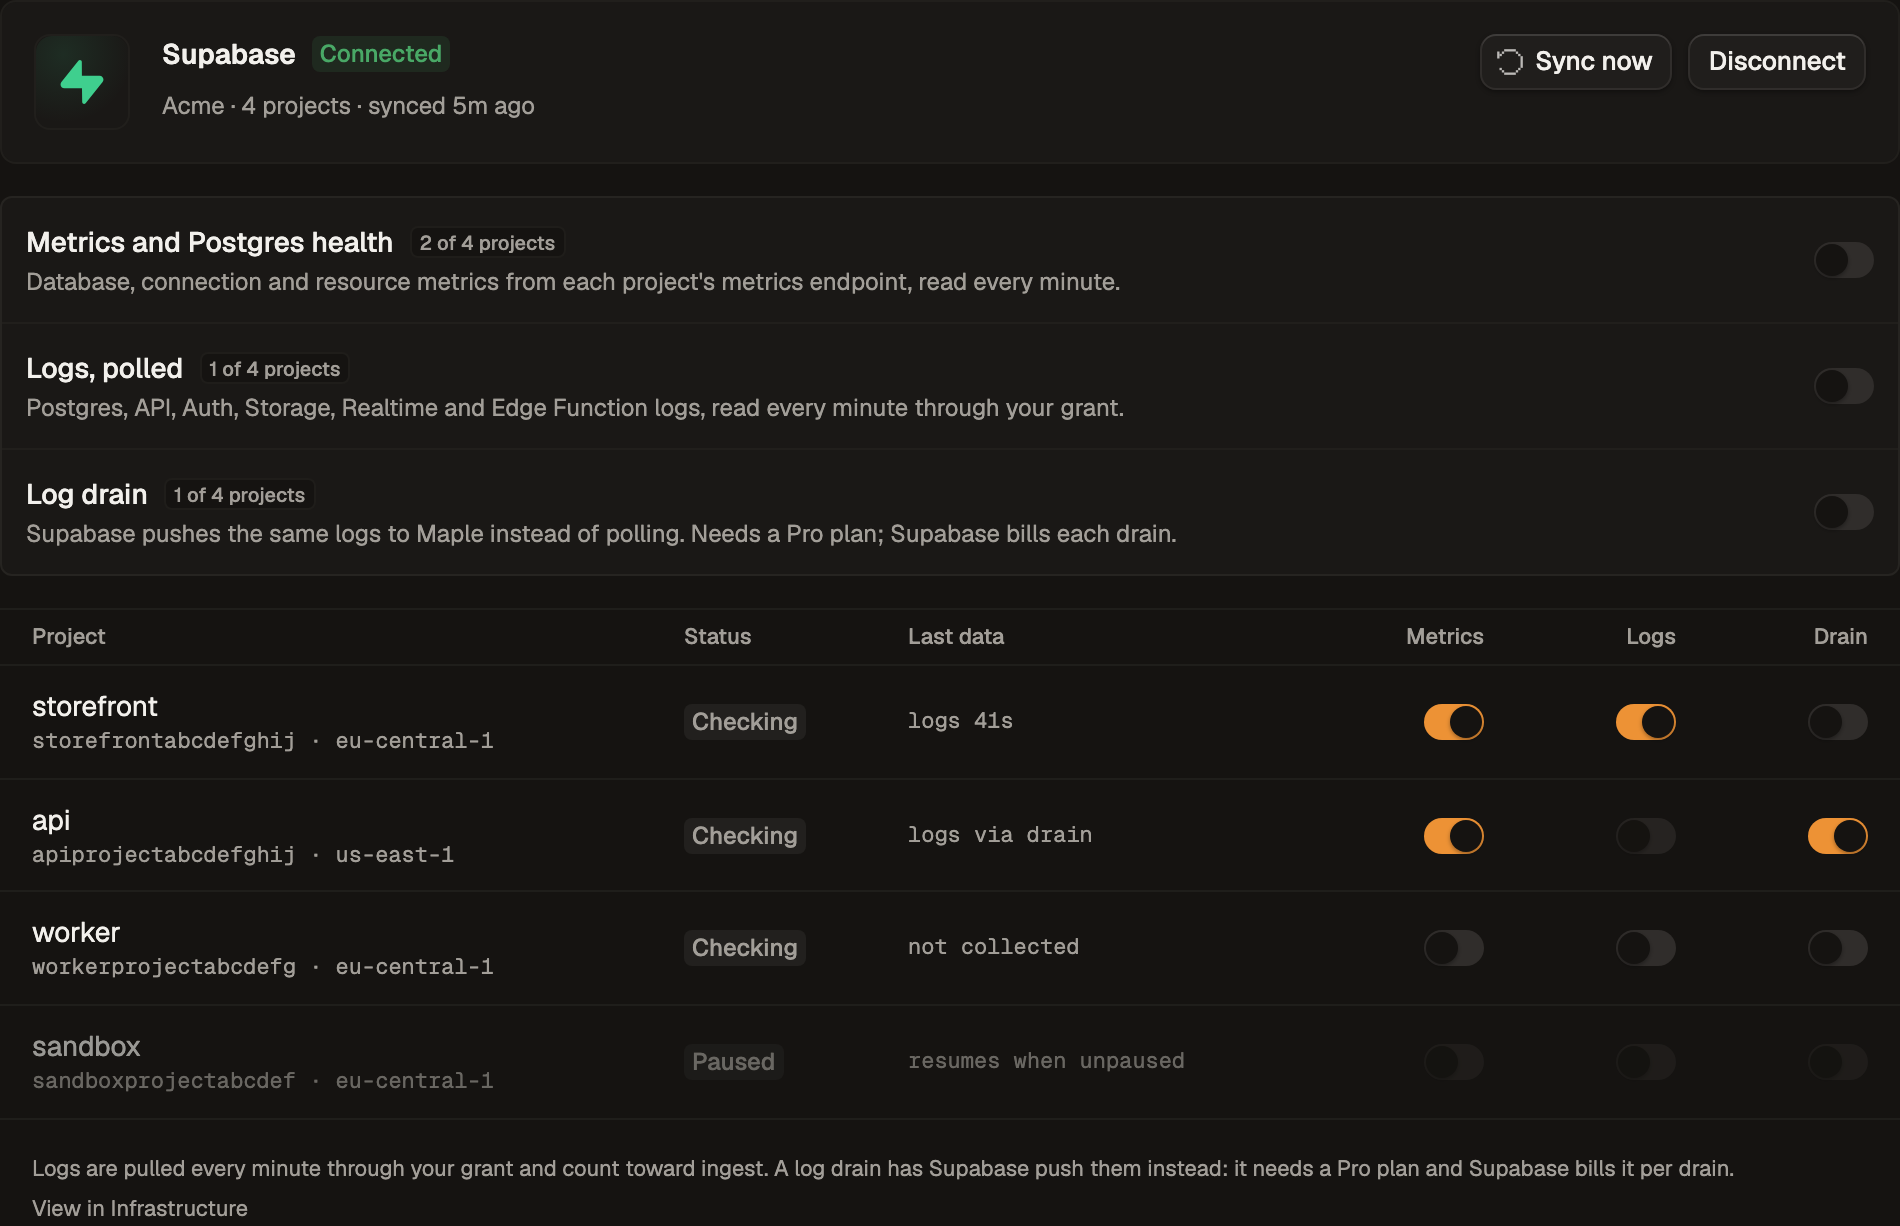 Supabase Connected
Sync now
Disconnect
Acme · 4 projects · synced 5m ago
Metrics and Postgres health 2 of 4 projects
Database, connection and resource metrics from each project's metrics endpoint, read every minute.
Logs, polled 1 of 4 projects
Postgres, API, Auth, Storage, Realtime and Edge Function logs, read every minute through your grant.
Log drain 1 of 4 projects
Supabase pushes the same logs to Maple instead of polling. Needs a Pro plan; Supabase bills each drain.
Project Status Last data Metrics Logs Drain
storefront
storefrontabcdefghij · eu-central-1
Checking
logs 41s
api
apiprojectabcdefghij · us-east-1
Checking
logs via drain
worker
workerprojectabcdefg · eu-central-1
Checking
not collected
sandbox
sandboxprojectabcdef · eu-central-1
Paused
resumes when unpaused
Logs are pulled every minute through your grant and count toward ingest. A log drain has Supabase push them instead: it needs a Pro plan and Supabase bills it per drain.
View in Infrastructure